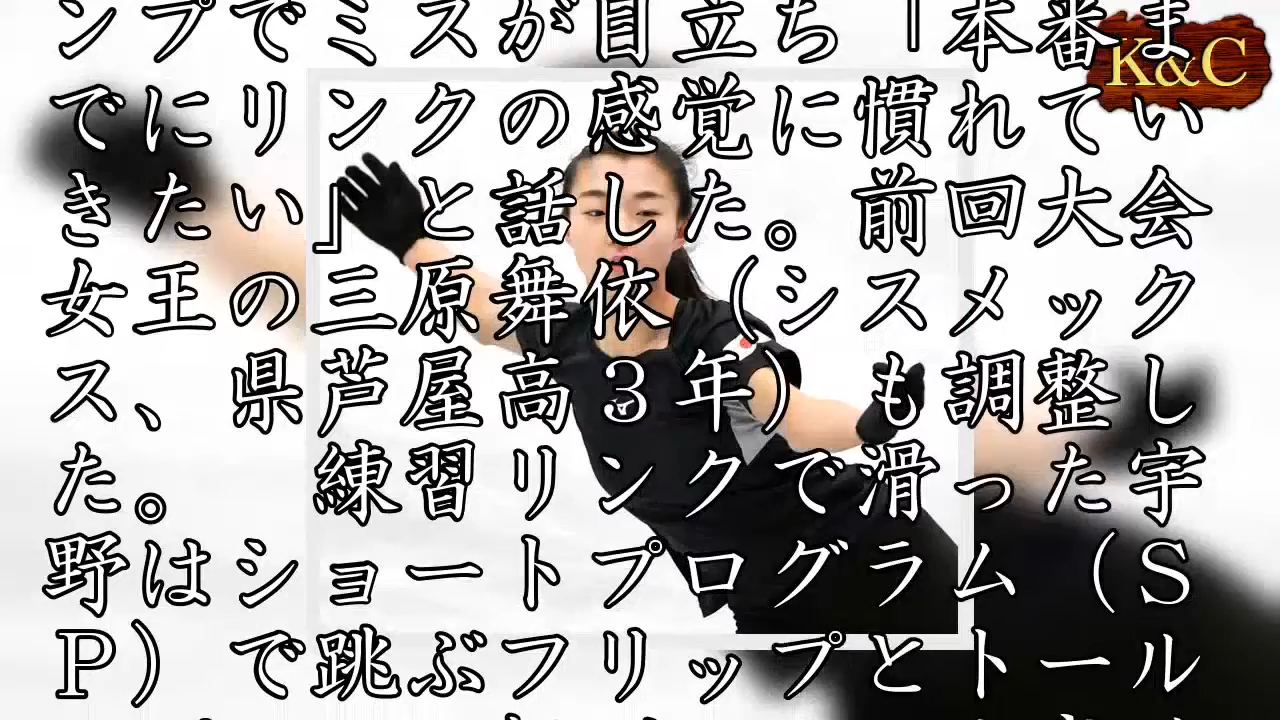 ンプでミスが目立ち「本番ま
でにリンクの感覚に慣れてい
きたい」と話した。前回大会
女王の三原舞依（シスメック
ス、県芦屋高３年）も調整し
た。　練習リンクで滑った宇
野はショートプログラム（Ｓ
Ｐ）で跳ぶフリップとトール
K&C